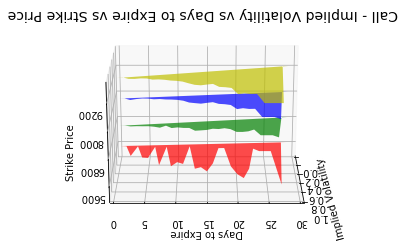 Call - Implied Volatility vs Days to Expire vs Strike Price
Strike Price
9200
8000
6800
5600
0 5 10 15 20 25 30
Days to Expire
0.0
0.2
0.4
0.6
0.8
1.0
Implied Volatility